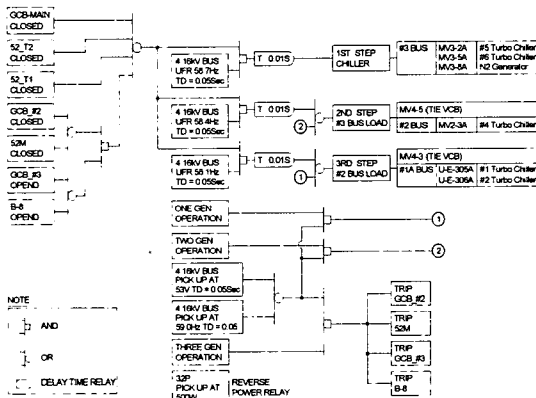 GCB-MAIN
CLOSED
52_T2
CLOSED
52_T1
CLOSED
GCB_#2
CLOSED
52M
CLOSED
GCB_#3
OPEND
B-8
OPEND
4.16kV BUS
UFR 58.7Hz
TD = 0.05Sec
T 0.01S
1ST STEP
CHILLER
#3 BUS
MV3-2A
#5 Turbo Chiller
MV3-5A
#6 Turbo Chiller
MV3-8A
N2 Generator
4.16kV BUS
UFR 58.4Hz
TD = 0.05Sec
T 0.01S
2
2ND STEP
#3 BUS LOAD
MV4-5 (TIE VCB)
#2 BUS
MV2-3A
#4 Turbo Chiller
4.16kV BUS
UFR 58.1Hz
TD = 0.05Sec
T 0.01S
1
3RD STEP
#2 BUS LOAD
MV4-3 (TIE VCB)
#1A BUS
U-E-305A
#1 Turbo Chiller
U-E-306A
#2 Turbo Chiller
ONE GEN
OPERATION
1
TWO GEN
OPERATION
2
4.16kV BUS
PICK UP AT
53V TD = 0.05Sec
4.16kV BUS
PICK UP AT
59.0Hz TD = 0.05
THREE GEN
OPERATION
32P
PICK UP AT
500W
REVERSE
POWER RELAY
TRIP
GCB_#2
TRIP
52M
TRIP
GCB_#3
TRIP
B-8
NOTE
AND
OR
DELAY TIME RELAY